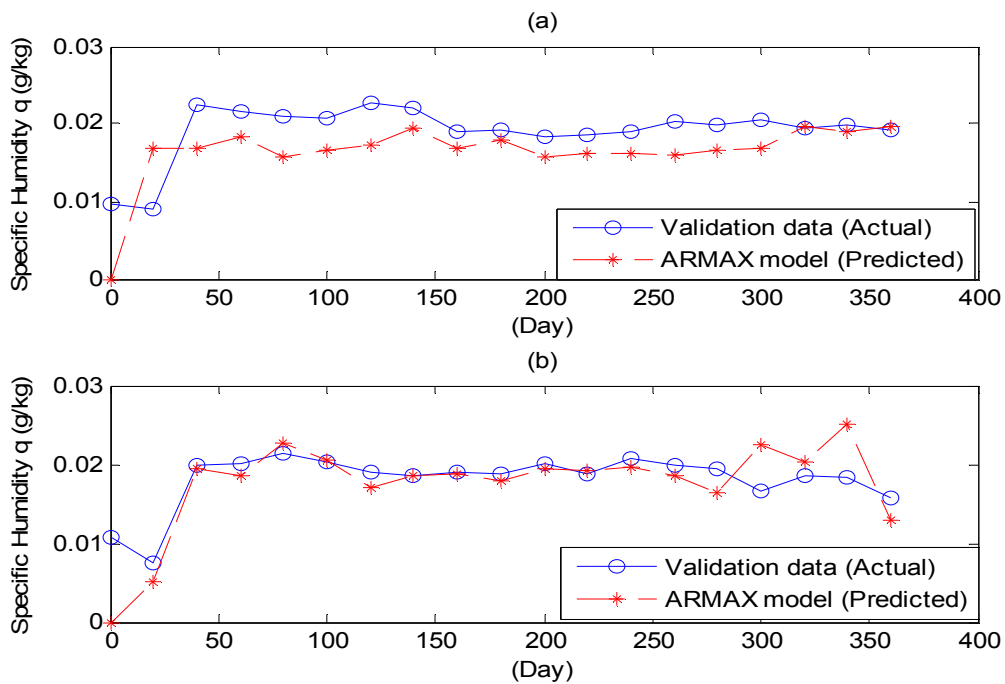 (a)
Specific Humidity q (g/kg)
0.03
0.02
0.01
0
Validation data (Actual)
ARMAX model (Predicted)
0 50 100 150 200 250 300 350 400
(Day)
(b)
Specific Humidity q (g/kg)
0.03
0.02
0.01
0
Validation data (Actual)
ARMAX model (Predicted)
0 50 100 150 200 250 300 350 400
(Day)